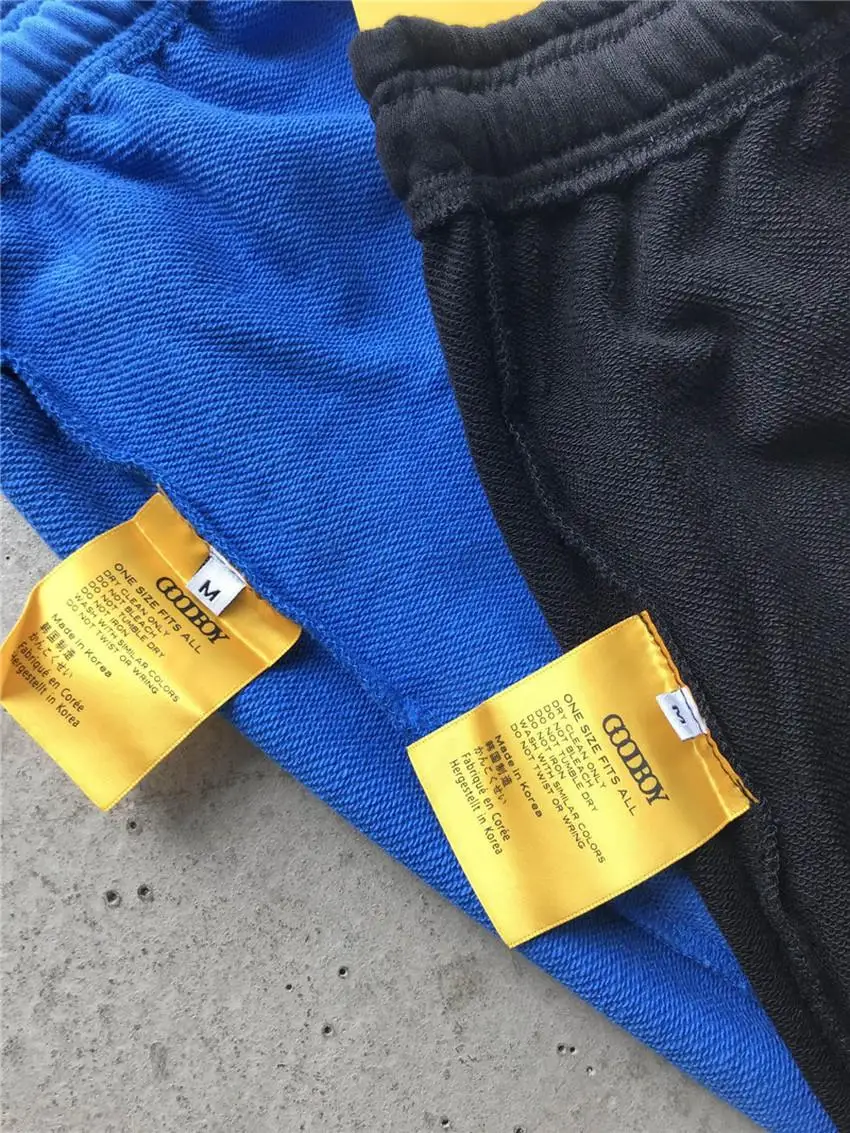 GOODBOY
M
ONE SIZE FITS ALL
DRY CLEAN ONLY
DO NOT BLEACH
DO NOT TUMBLE DRY
DO NOT IRON
WASH WITH SIMILAR COLORS
DO NOT TWIST OR WRING
Made in Korea
韩国制造
かんこくせい
Fabriqué en Corée
Hergestellt in Korea
GOODBOY
M
ONE SIZE FITS ALL
DRY CLEAN ONLY
DO NOT BLEACH
DO NOT TUMBLE DRY
DO NOT IRON
WASH WITH SIMILAR COLORS
DO NOT TWIST OR WRING
Made in Korea
韩国制造
かんこくせい
Fabriqué en Corée
Hergestellt in Korea